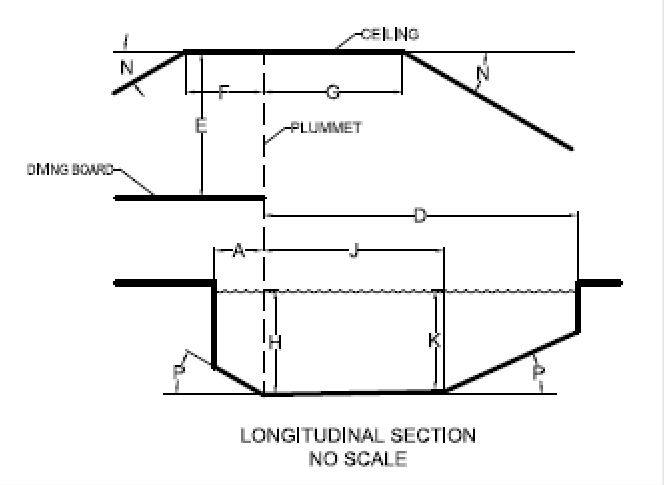 CEILING
N
N
F
G
E
PLUMMET
DIVING BOARD
D
A
J
H
K
P
P
LONGITUDINAL SECTION
NO SCALE